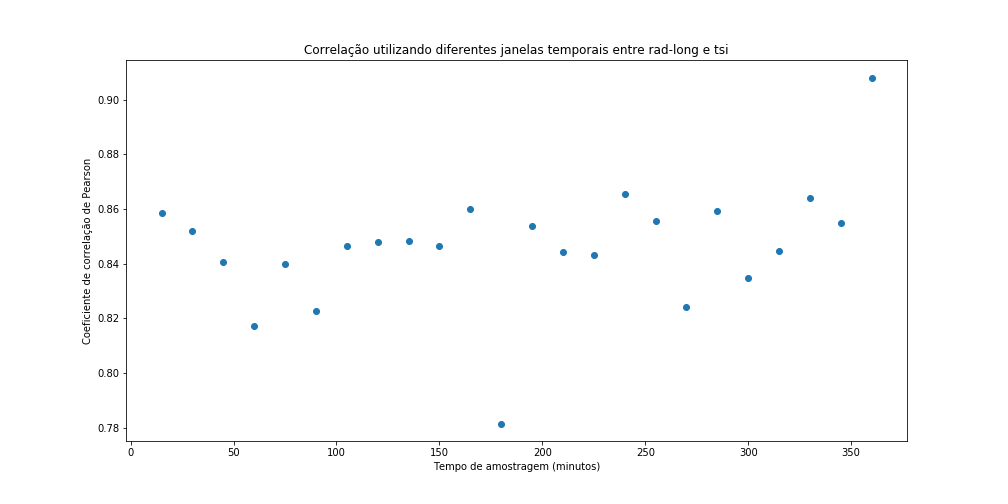 Correlação utilizando diferentes janelas temporais entre rad-long e tsi
Coeficiente de correlação de Pearson
0.90
0.88
0.86
0.84
0.82
0.80
0.78
0 50 100 150 200 250 300 350
Tempo de amostragem (minutos)